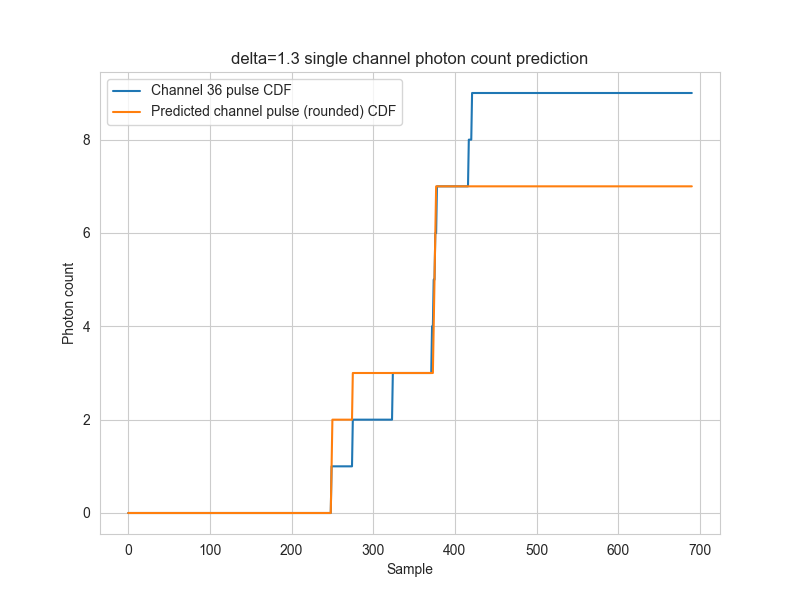 delta=1.3 single channel photon count prediction
Channel 36 pulse CDF
Predicted channel pulse (rounded) CDF
8
6
4
2
0
Photon count
0 100 200 300 400 500 600 700
Sample